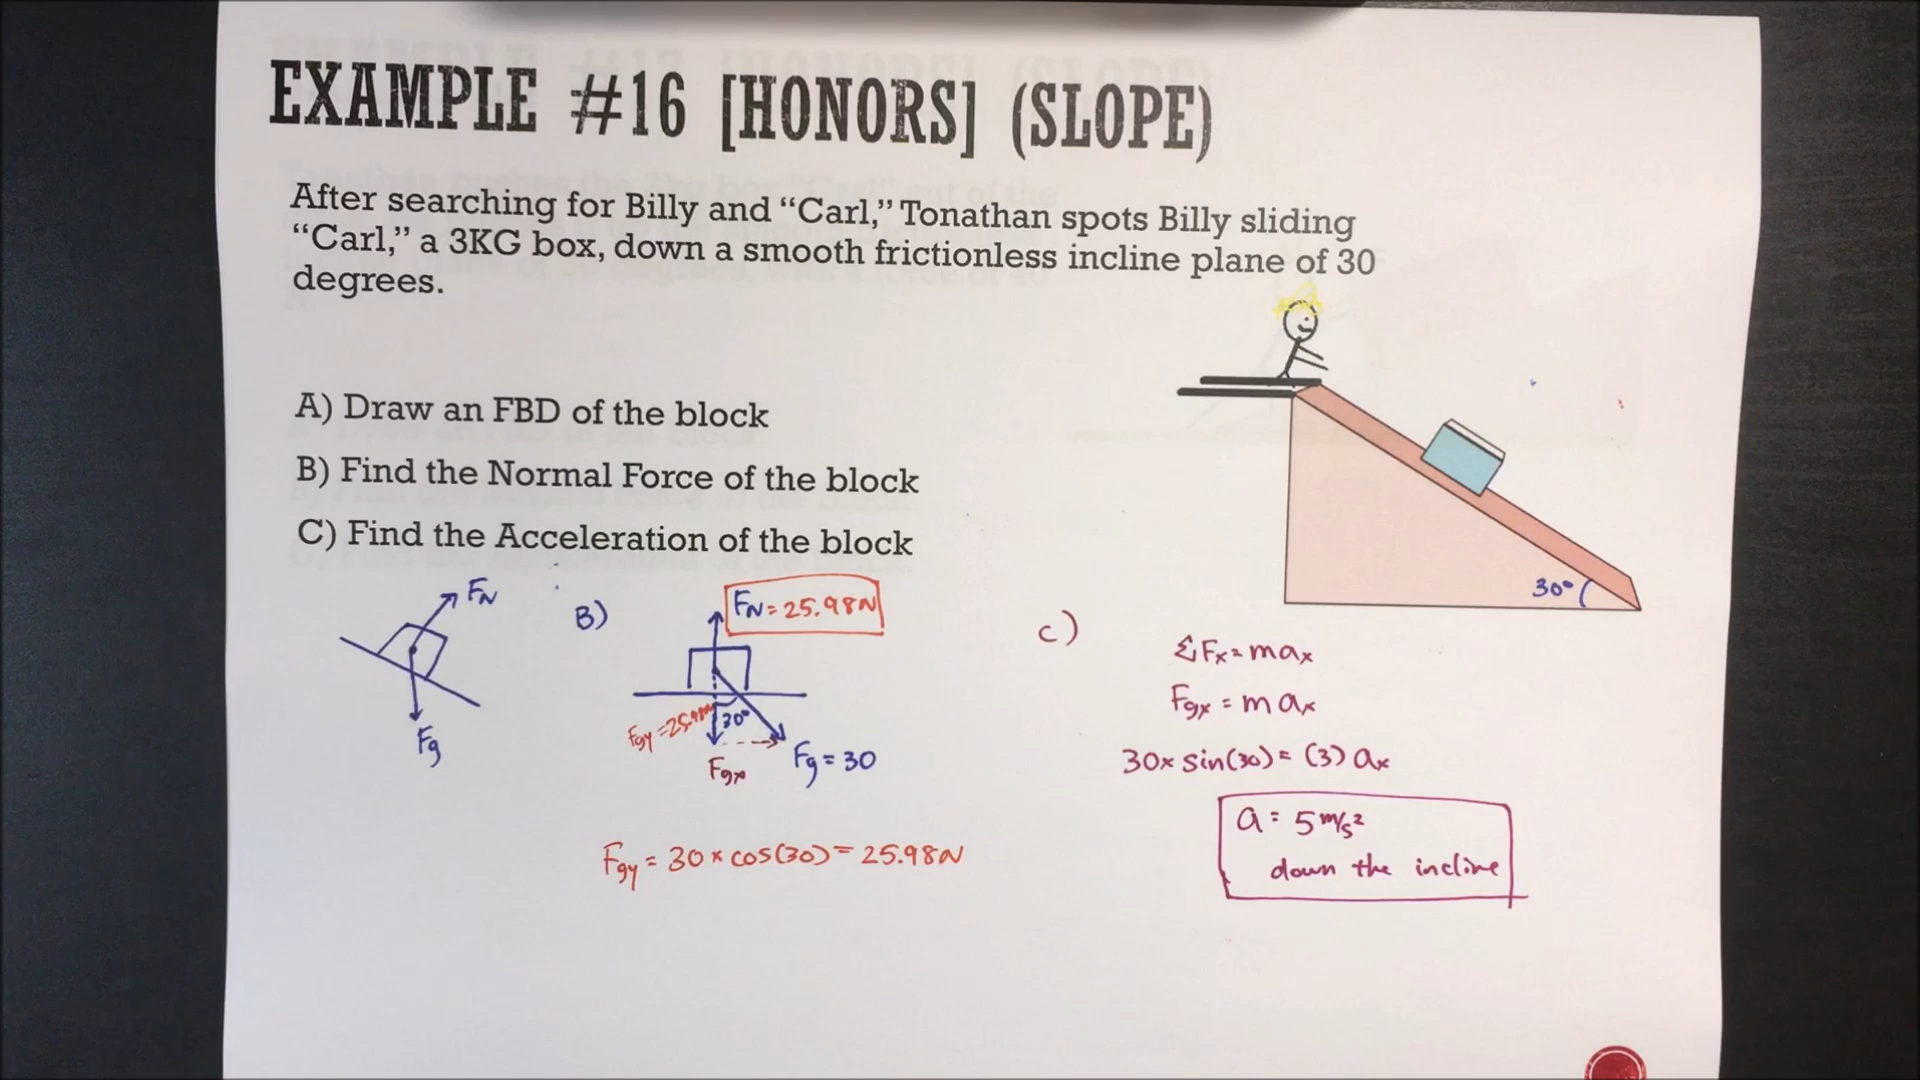 EXAMPLE #16 [HONORS] (SLOPE)
After searching for Billy and “Carl,” Tonathan spots Billy sliding
“Carl,” a 3KG box, down a smooth frictionless incline plane of 30
degrees.
A) Draw an FBD of the block
B) Find the Normal Force of the block
C) Find the Acceleration of the block
30°
FN
Fg
B)
FN = 25.98N
Fgy = 25.98N
30°
Fgx
Fg = 30
Fgy = 30 × cos(30) = 25.98N
C)
ΣFx = max
Fgx = max
30 × sin(30) = (3) ax
a = 5 m/s²
down the incline